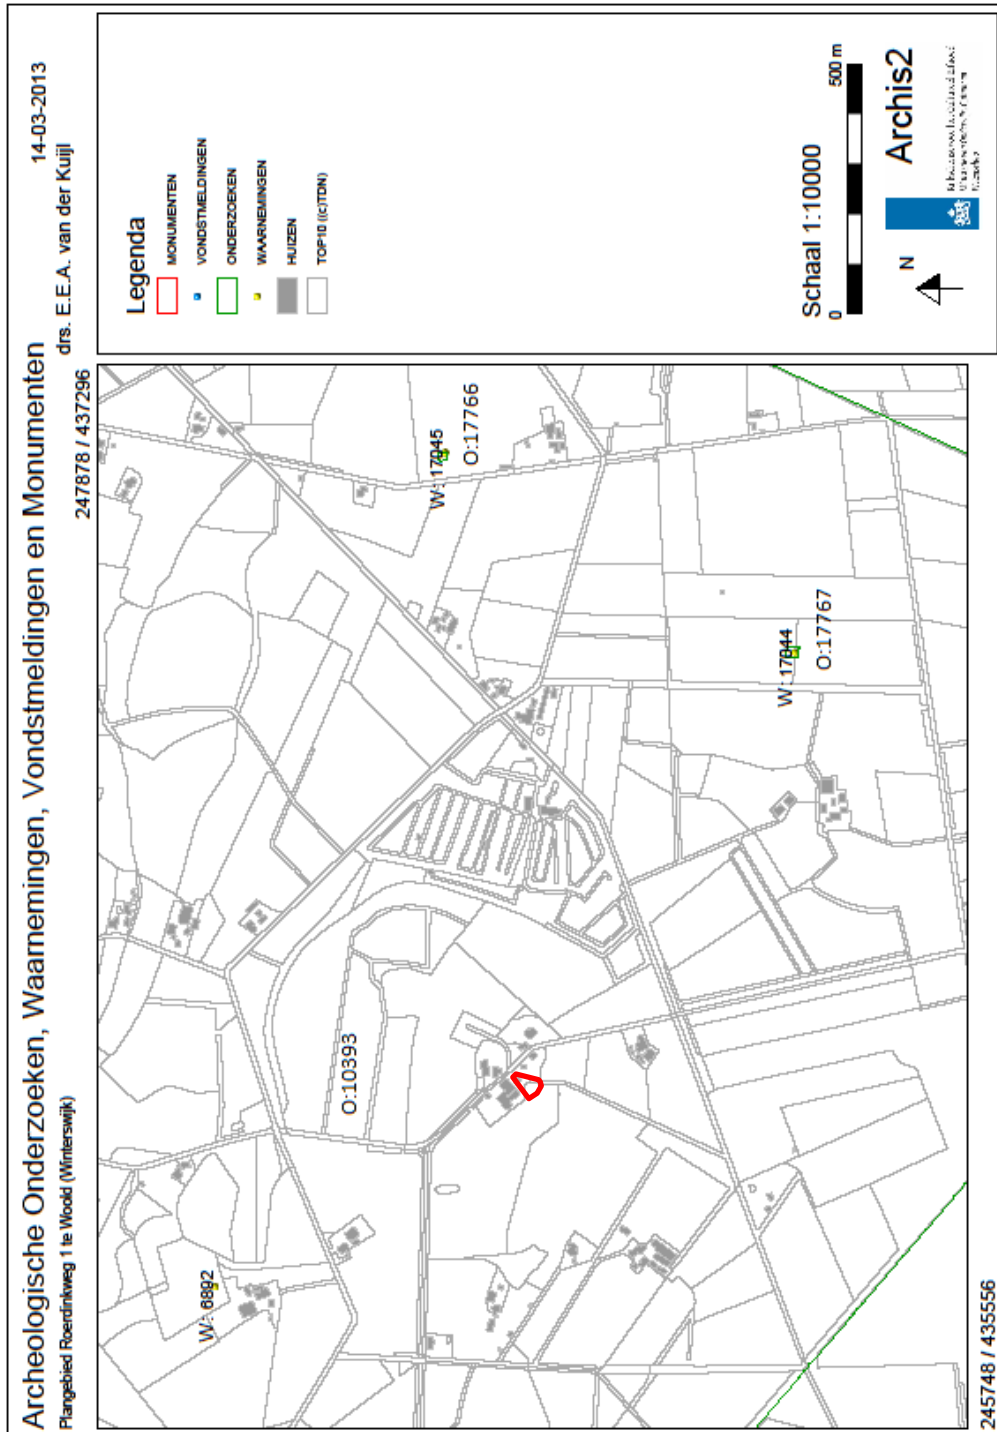 Archeologische Onderzoeken, Waarnemingen, Vondstmeldingen en Monumenten
14-03-2013
Plangebied Roerdinkweg 1 te Woold (Winterswijk)
drs. E.E.A. van der Kuijl
247878 / 437296
Legenda
MONUMENTEN
VONDSTMELDINGEN
ONDERZOEKEN
WAARNEMINGEN
HUIZEN
TOP10 ((c)TDN)
W: 6892
O:10393
W: 17045
O:17766
W: 17044
O:17767
Schaal 1:10000
0
500 m
N
Archis2
245748 / 435556